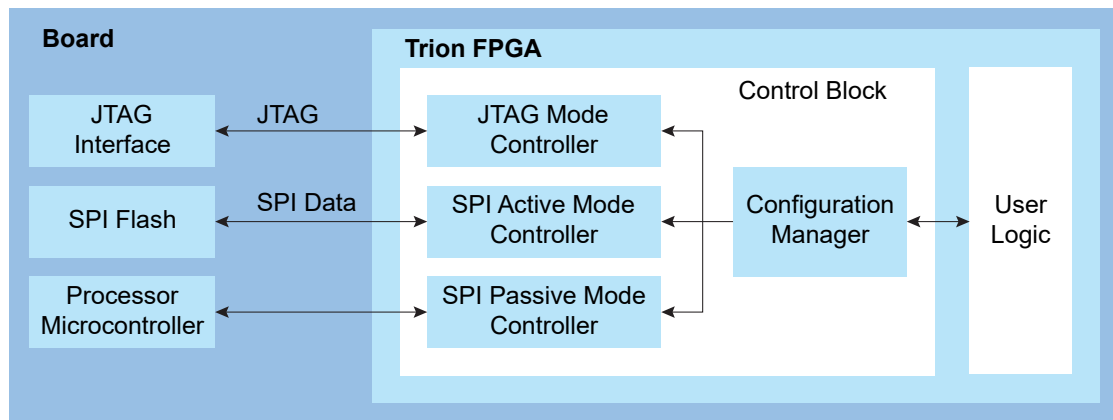 Board
Trion FPGA
Control Block
JTAG
Interface
JTAG
JTAG Mode
Controller
SPI Flash
SPI Data
SPI Active Mode
Controller
Configuration
Manager
User
Logic
Processor
Microcontroller
SPI Passive Mode
Controller